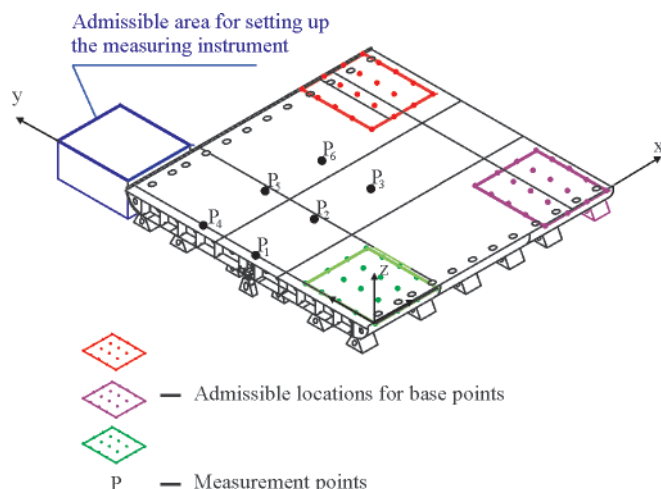 Admissible area for setting up
the measuring instrument
y
x
P6
P5
P3
P2
P4
P1
Z
— Admissible locations for base points
P — Measurement points